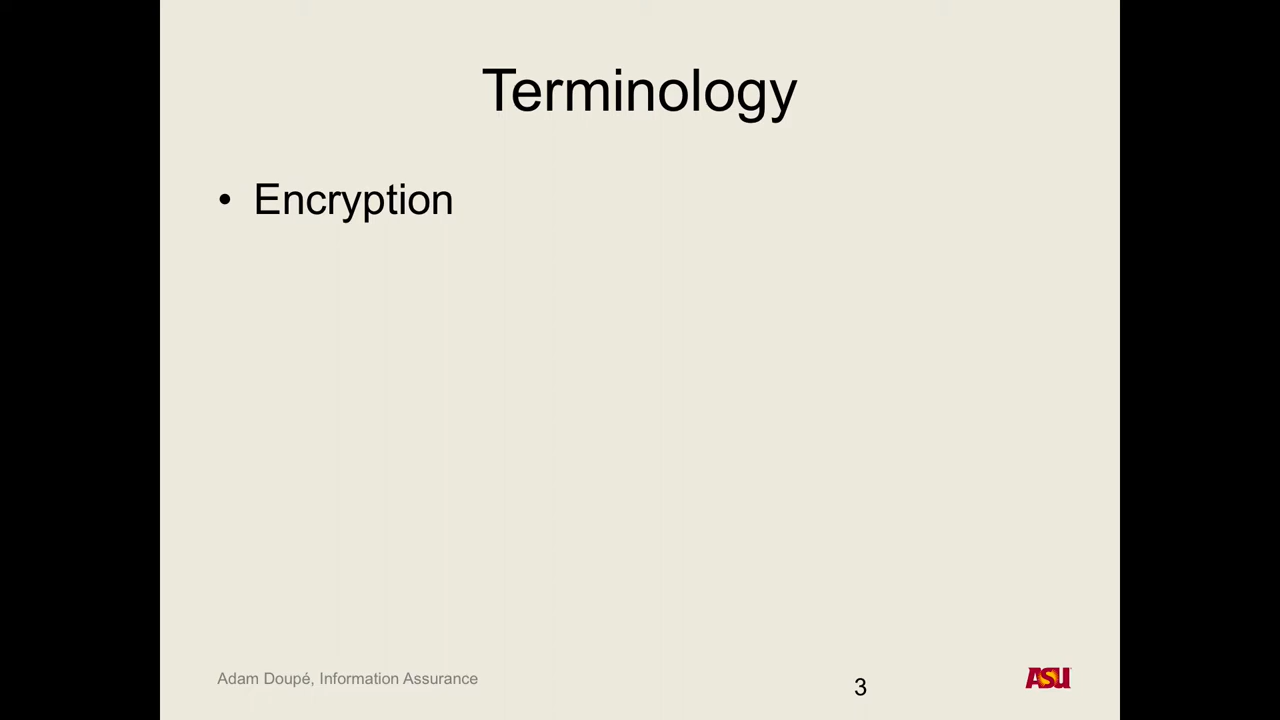 Terminology
• Encryption
Adam Doupé, Information Assurance
3
ASU